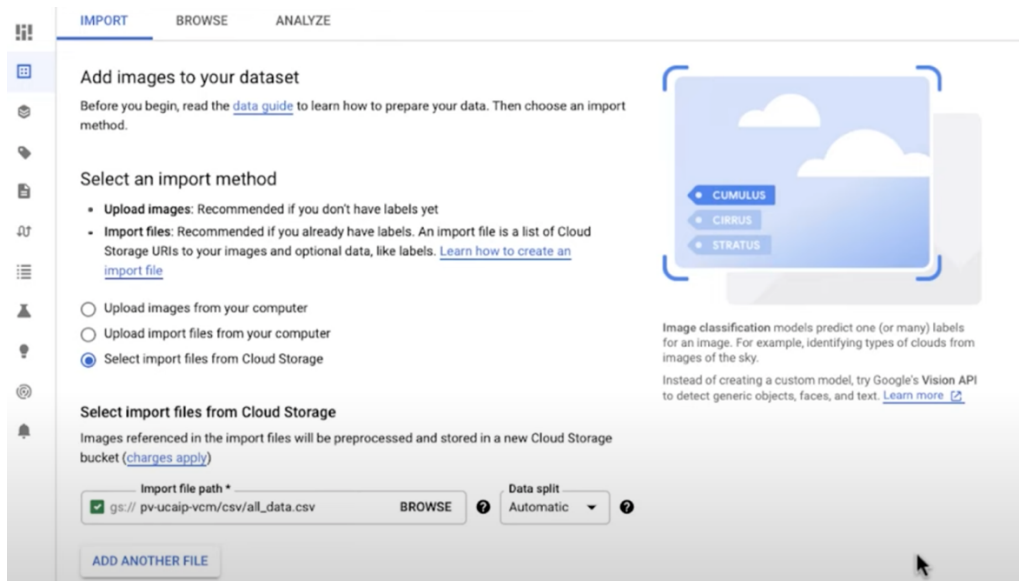 IMPORT BROWSE ANALYZE
Add images to your dataset
Before you begin, read the data guide to learn how to prepare your data. Then choose an import
method.
Select an import method
Upload images: Recommended if you don't have labels yet
Import files: Recommended if you already have labels. An import file is a list of Cloud
Storage URIs to your images and optional data, like labels. Learn how to create an
import file
Upload images from your computer
Upload import files from your computer
Select import files from Cloud Storage
Select import files from Cloud Storage
Images referenced in the import files will be preprocessed and stored in a new Cloud Storage
bucket (charges apply)
Import file path *
gs:// pv-ucaip-vcm/csv/all_data.csv BROWSE
Data split
Automatic
ADD ANOTHER FILE
CUMULUS
CIRRUS
STRATUS
Image classification models predict one (or many) labels
for an image. For example, identifying types of clouds from
images of the sky.
Instead of creating a custom model, try Google's Vision API
to detect generic objects, faces, and text. Learn more